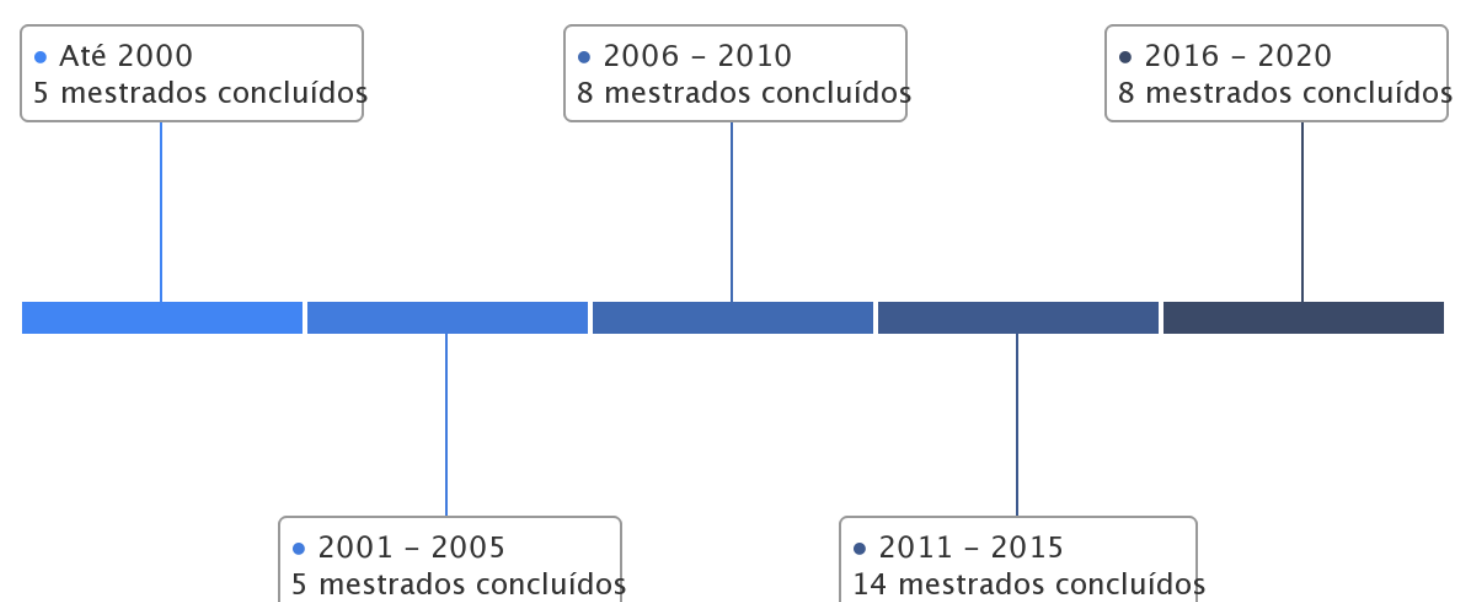 • Até 2000
5 mestrados concluídos
• 2001 – 2005
5 mestrados concluídos
• 2006 – 2010
8 mestrados concluídos
• 2011 – 2015
14 mestrados concluídos
• 2016 – 2020
8 mestrados concluídos